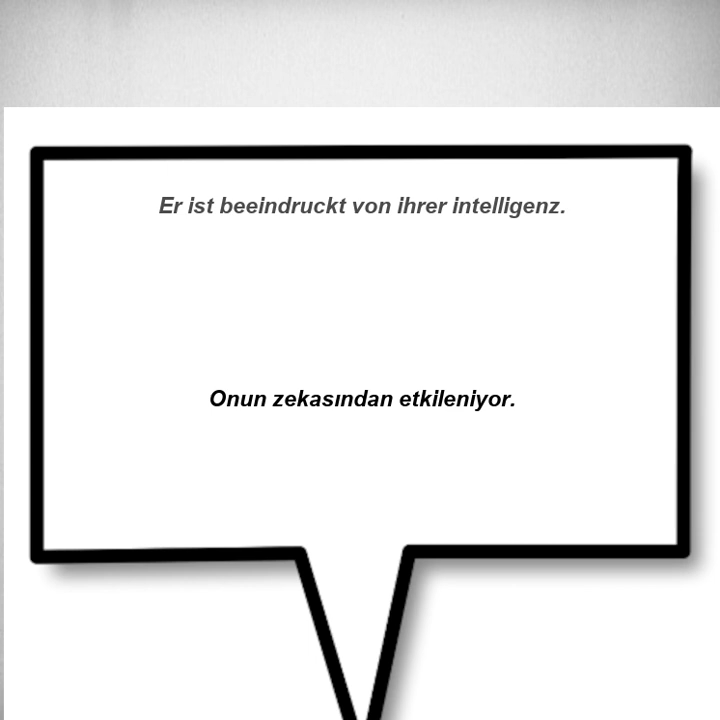 Er ist beeindruckt von ihrer intelligenz.
Onun zekasından etkileniyor.